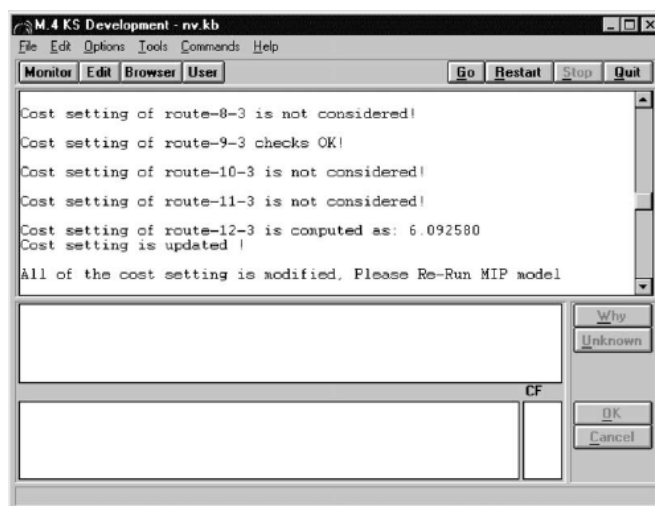 M.4 KS Development - nv.kb
File Edit Options Tools Commands Help
Monitor Edit Browser User Go Restart Stop Quit
Cost setting of route-8-3 is not considered!
Cost setting of route-9-3 checks OK!
Cost setting of route-10-3 is not considered!
Cost setting of route-11-3 is not considered!
Cost setting of route-12-3 is computed as: 6.092580
Cost setting is updated !
All of the cost setting is modified, Please Re-Run MIP model
Why
Unknown
CF
OK
Cancel